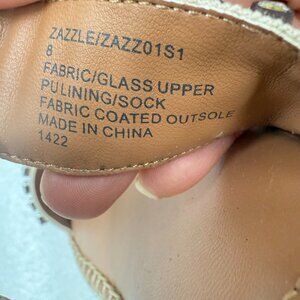 ZAZZLE/ZAZZ01S1
8
FABRIC/GLASS UPPER
PU LINING/SOCK
FABRIC COATED OUTSOLE
MADE IN CHINA
1422